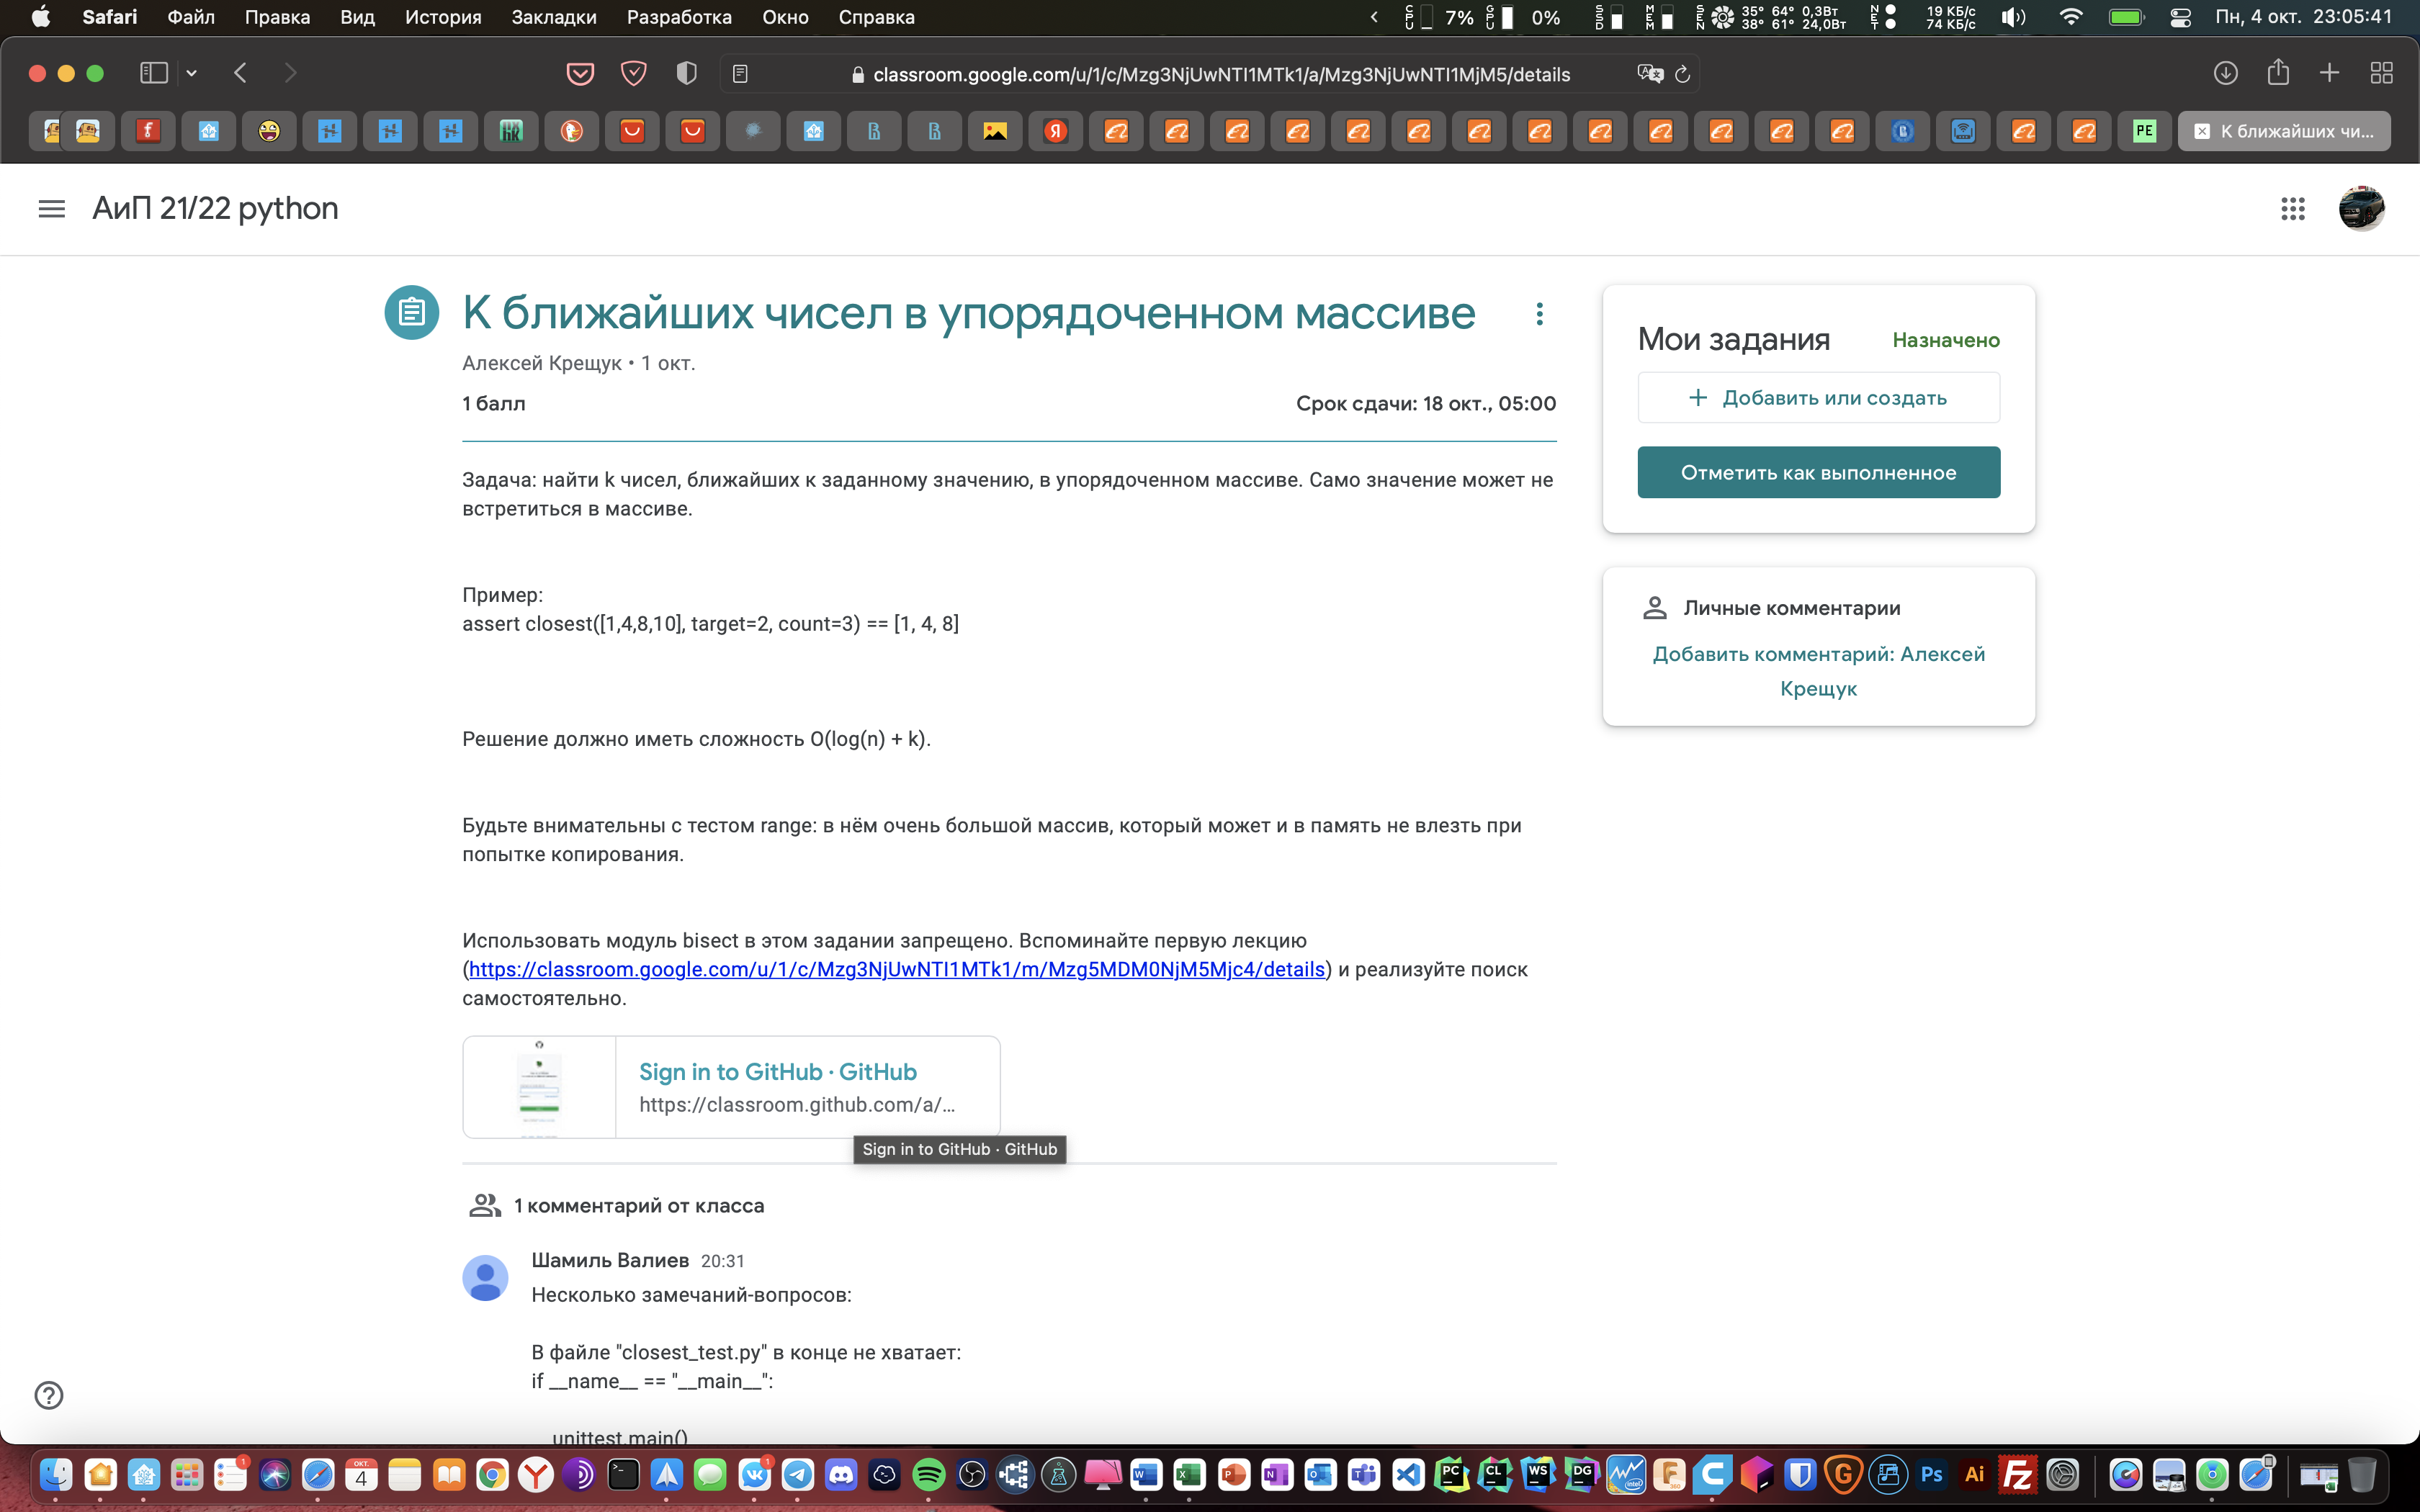 Safari Файл Правка Вид История Закладки Разработка Окно Справка
CPU 7% GPU 0% SSD MEM SEN 35° 64° 0,3Вт NET 19 КБ/с Пн, 4 окт. 23:05:41
38° 61° 24,0Вт 74 КБ/с
classroom.google.com/u/1/c/Mzg3NjUwNTI1MTk1/a/Mzg3NjUwNTI1MjM5/details
PE К ближайших чи...
АиП 21/22 python
К ближайших чисел в упорядоченном массиве
Алексей Крещук • 1 окт.
1 балл Срок сдачи: 18 окт., 05:00
Задача: найти k чисел, ближайших к заданному значению, в упорядоченном массиве. Само значение может не
встретиться в массиве.
Пример:
assert closest([1,4,8,10], target=2, count=3) == [1, 4, 8]
Решение должно иметь сложность O(log(n) + k).
Будьте внимательны с тестом range: в нём очень большой массив, который может и в память не влезть при
попытке копирования.
Использовать модуль bisect в этом задании запрещено. Вспоминайте первую лекцию
(https://classroom.google.com/u/1/c/Mzg3NjUwNTI1MTk1/m/Mzg5MDM0NjM5Mjc4/details) и реализуйте поиск
самостоятельно.
Sign in to GitHub · GitHub
https://classroom.github.com/a/...
Sign in to GitHub · GitHub
1 комментарий от класса
Шамиль Валиев 20:31
Несколько замечаний-вопросов:
В файле "closest_test.py" в конце не хватает:
if __name__ == "__main__":
unittest.main()
Мои задания Назначено
+ Добавить или создать
Отметить как выполненное
Личные комментарии
Добавить комментарий: Алексей
Крещук